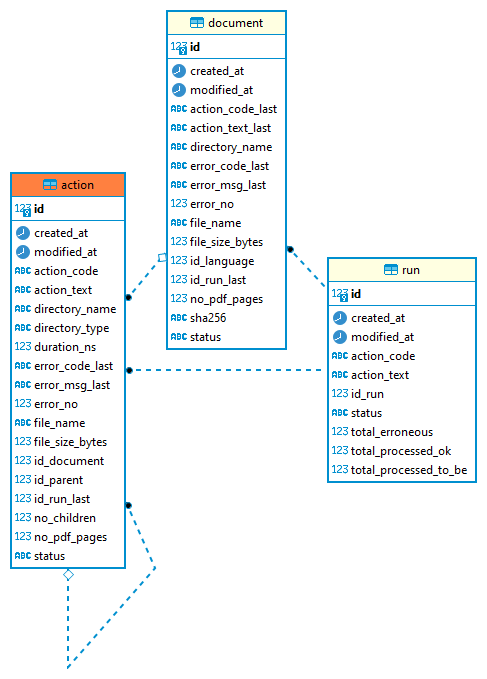 document
123 id
created_at
modified_at
ABC action_code_last
ABC action_text_last
ABC directory_name
ABC error_code_last
ABC error_msg_last
123 error_no
ABC file_name
123 file_size_bytes
123 id_language
123 id_run_last
123 no_pdf_pages
ABC sha256
ABC status
action
123 id
created_at
modified_at
ABC action_code
ABC action_text
ABC directory_name
ABC directory_type
123 duration_ns
ABC error_code_last
ABC error_msg_last
123 error_no
ABC file_name
123 file_size_bytes
123 id_document
123 id_parent
123 id_run_last
123 no_children
123 no_pdf_pages
ABC status
run
123 id
created_at
modified_at
ABC action_code
ABC action_text
123 id_run
ABC status
123 total_erroneous
123 total_processed_ok
123 total_processed_to_be